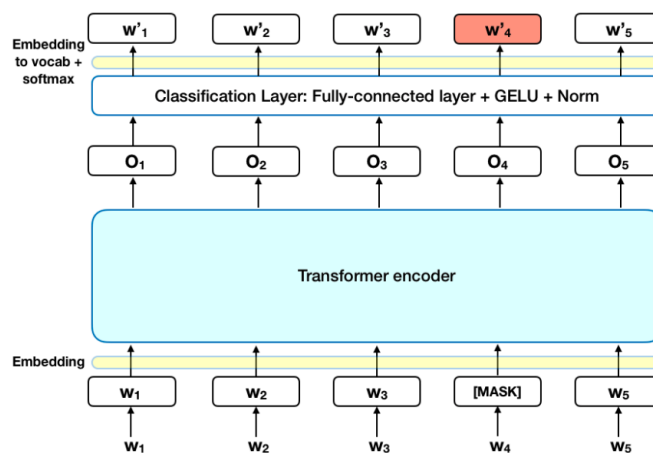 w'1 w'2 w'3 w'4 w'5
Embedding
to vocab +
softmax
Classification Layer: Fully-connected layer + GELU + Norm
O1 O2 O3 O4 O5
Transformer encoder
Embedding
W1 W2 W3 [MASK] W5
W1 W2 W3 W4 W5